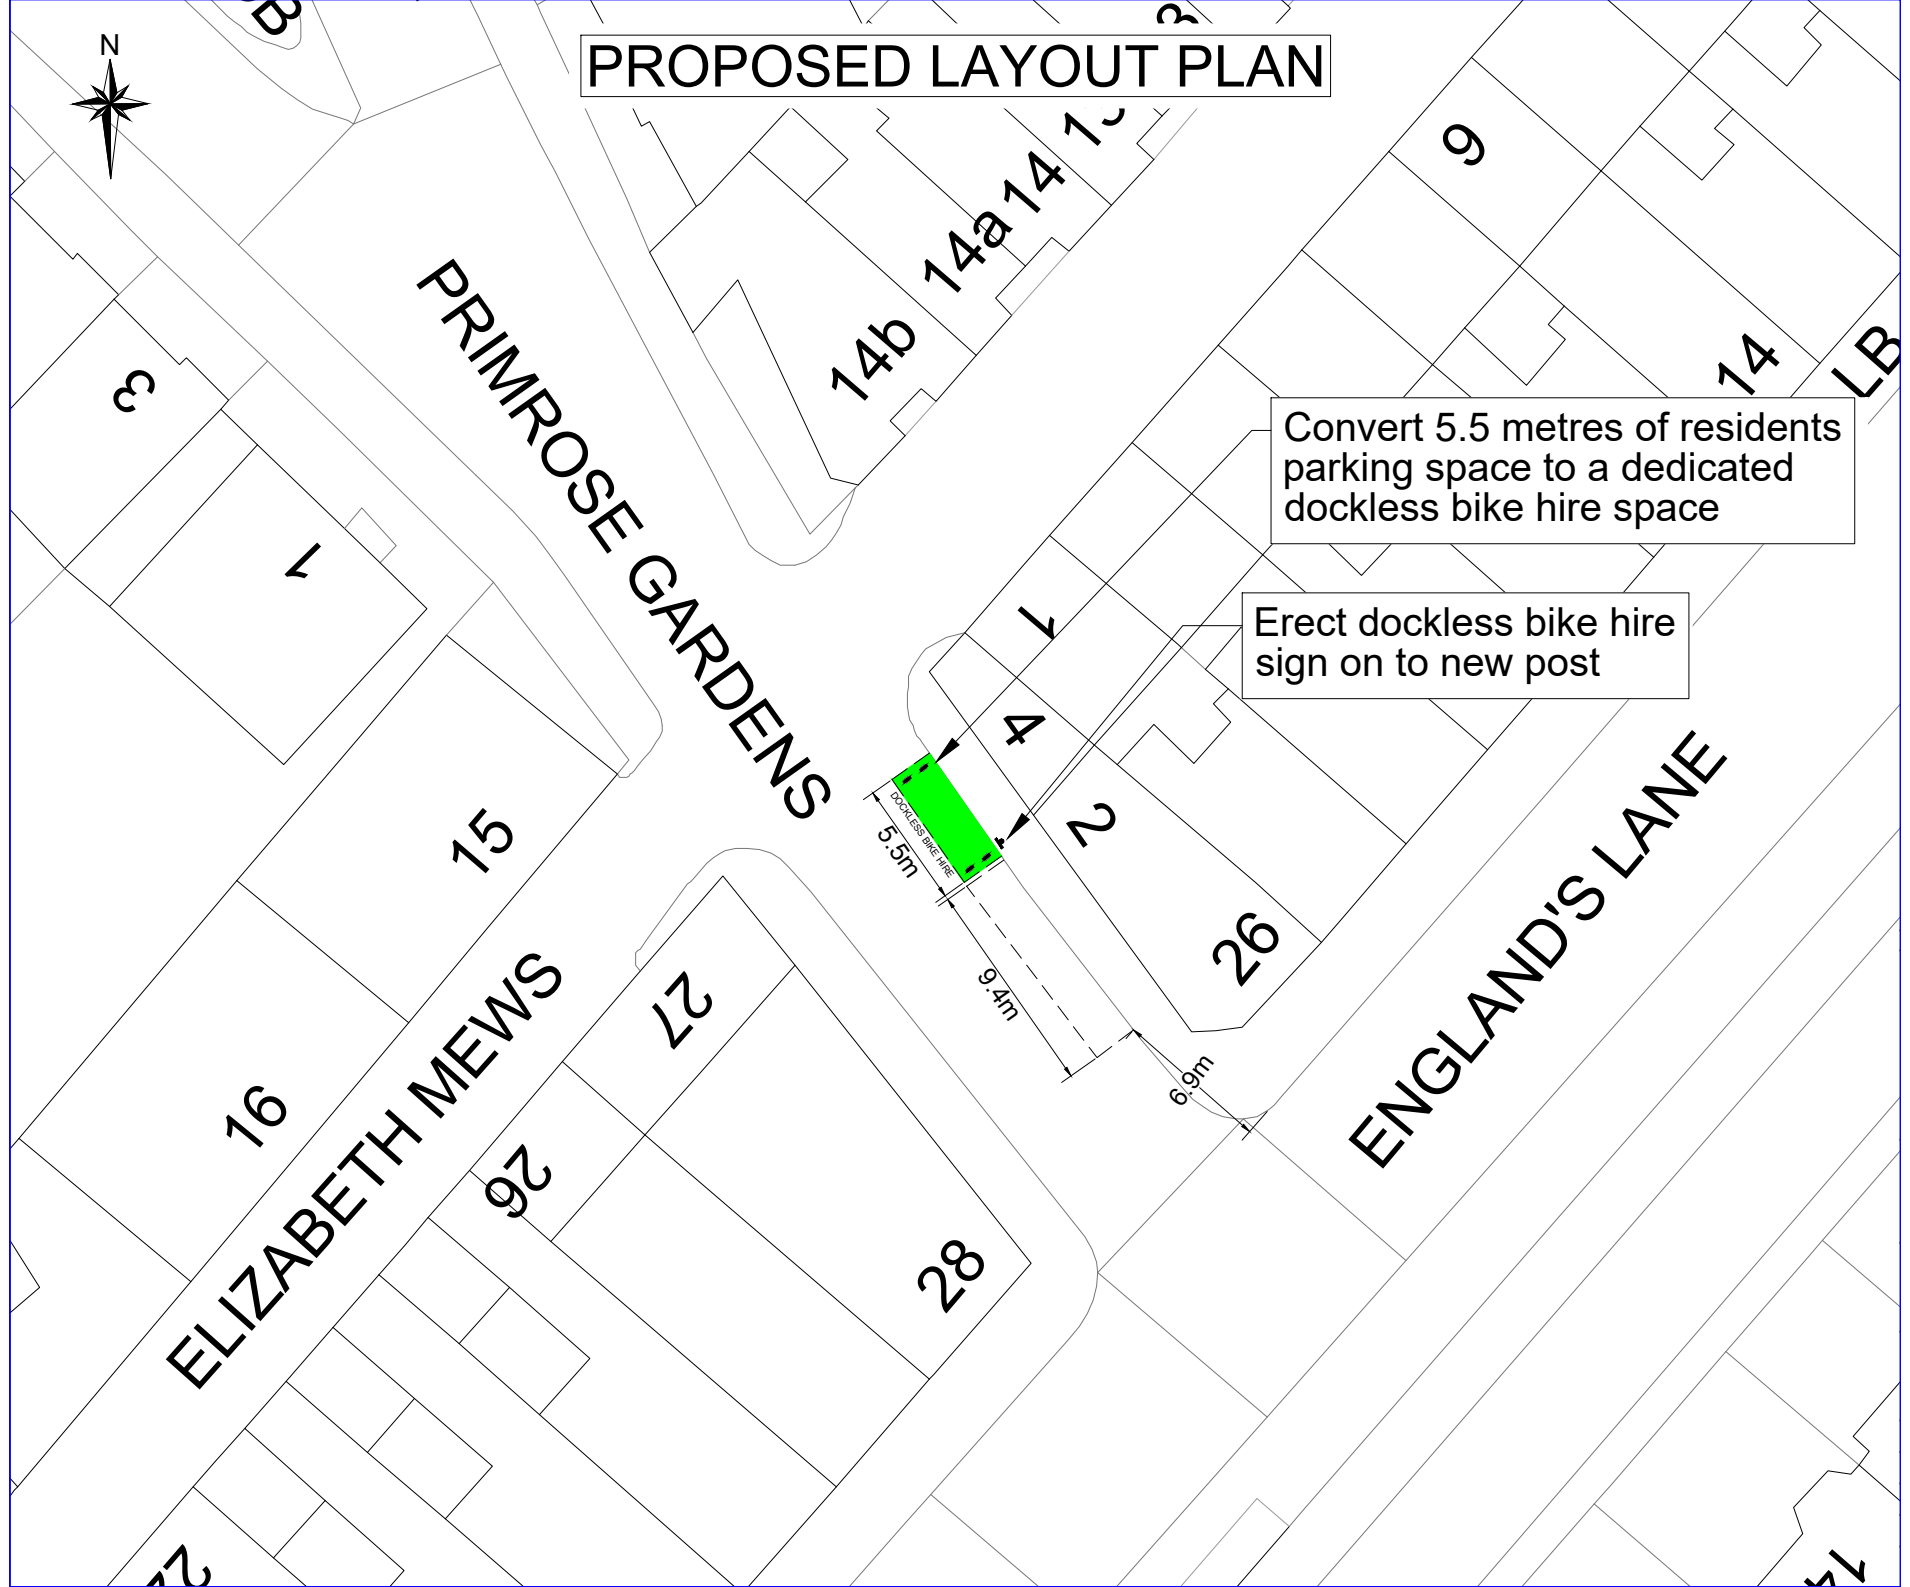 N
PROPOSED LAYOUT PLAN
14a
14
14b
9
14
LB
3
1
PRIMROSE GARDENS
Convert 5.5 metres of residents
parking space to a dedicated
dockless bike hire space
Erect dockless bike hire
sign on to new post
1
4
2
26
DOCKLESS BIKE HIRE
5.5m
9.4m
6.9m
ENGLAND'S LANE
15
16
ELIZABETH MEWS
27
26
28